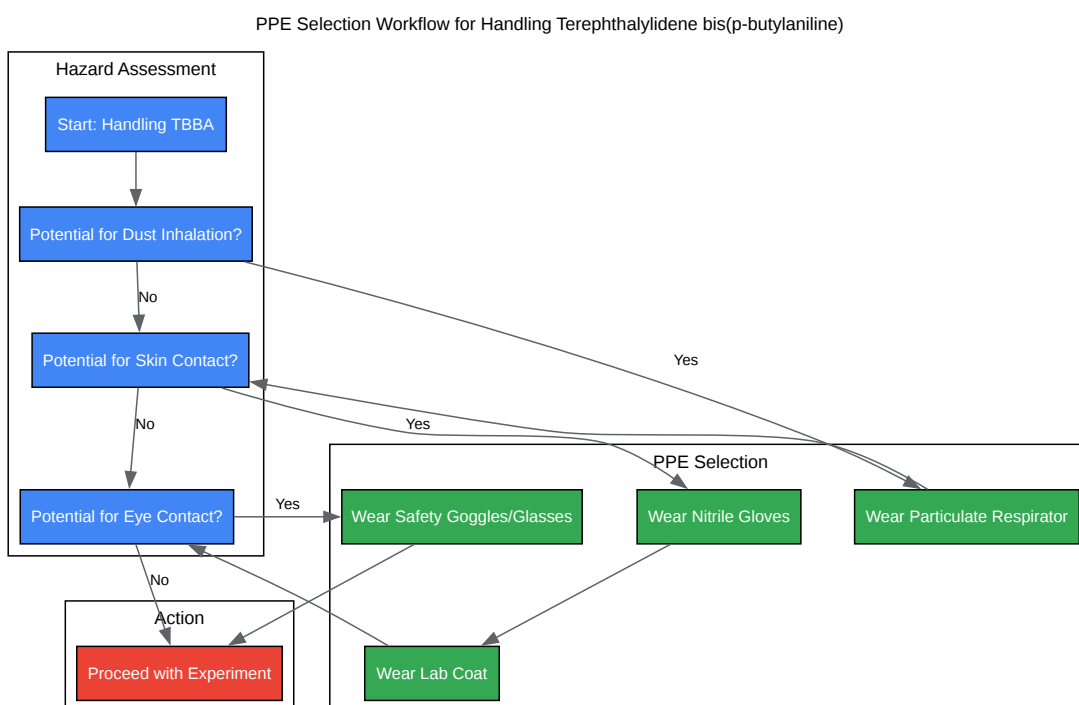 PPE Selection Workflow for Handling Terephthalylidene bis(p-butylaniline)
Hazard Assessment
Start: Handling TBBA
Potential for Dust Inhalation?
No
Yes
Potential for Skin Contact?
No
Yes
PPE Selection
Potential for Eye Contact?
Yes
Wear Safety Goggles/Glasses
Wear Nitrile Gloves
Wear Particulate Respirator
No
Action
Proceed with Experiment
Wear Lab Coat